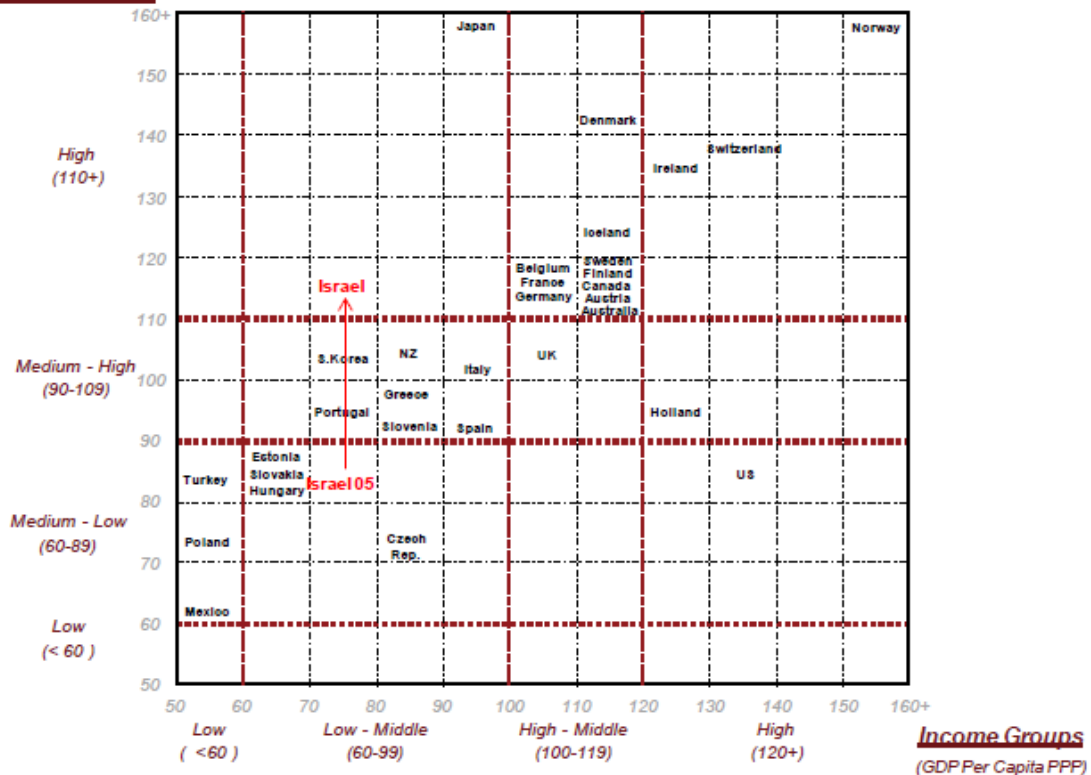 160+
Japan
Norway
150
Denmark
140
High
(110+)
Switzerland
Ireland
130
Iceland
120
Sweden
Finland
Canada
Austria
Australia
Belgium
France
Germany
Israel
110
Medium - High
(90-109)
S.Korea
NZ
UK
Italy
100
Greece
Portugal
Slovenia
Spain
Holland
90
Estonia
Slovakia
Hungary
Turkey
Israel 05
US
80
Medium - Low
(60-89)
Poland
Czech
Rep.
70
Mexico
60
Low
(< 60 )
50
50 60 70 80 90 100 110 120 130 140 150 160+
Low
( <60 )
Low - Middle
(60-99)
High - Middle
(100-119)
High
(120+)
Income Groups
(GDP Per Capita PPP)